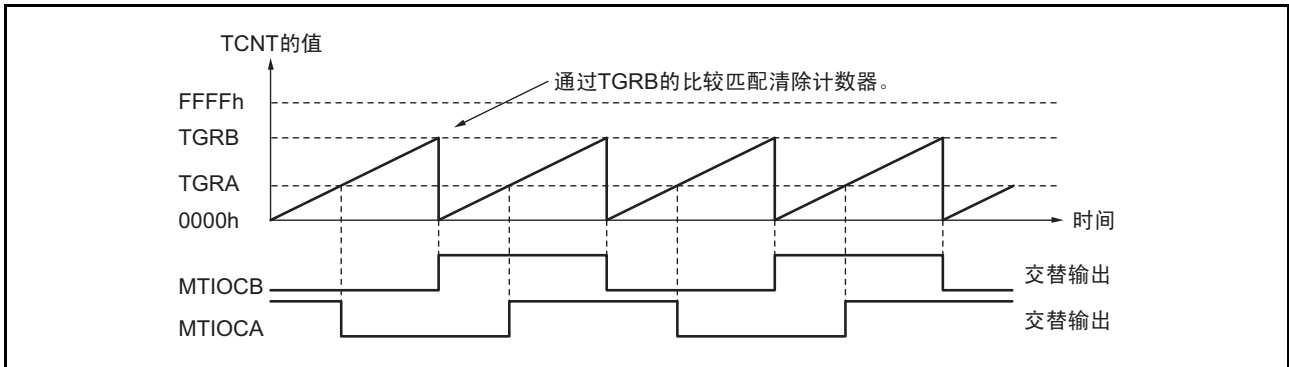 TCNT的值
通过TGRB的比较匹配清除计数器。
FFFFh
TGRB
TGRA
0000h
时间
MTIOCB
交替输出
MTIOCA
交替输出